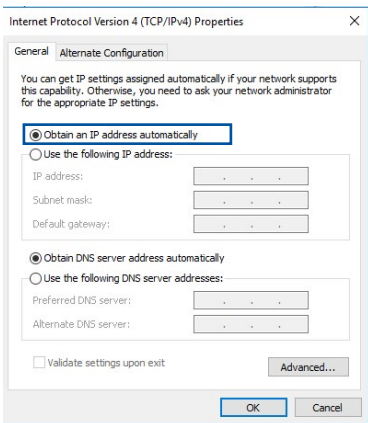 Internet Protocol Version 4 (TCP/IPv4) Properties
General
Alternate Configuration
You can get IP settings assigned automatically if your network supports
this capability. Otherwise, you need to ask your network administrator
for the appropriate IP settings.
Obtain an IP address automatically
Use the following IP address:
IP address:
Subnet mask:
Default gateway:
Obtain DNS server address automatically
Use the following DNS server addresses:
Preferred DNS server:
Alternate DNS server:
Validate settings upon exit
Advanced...
OK
Cancel